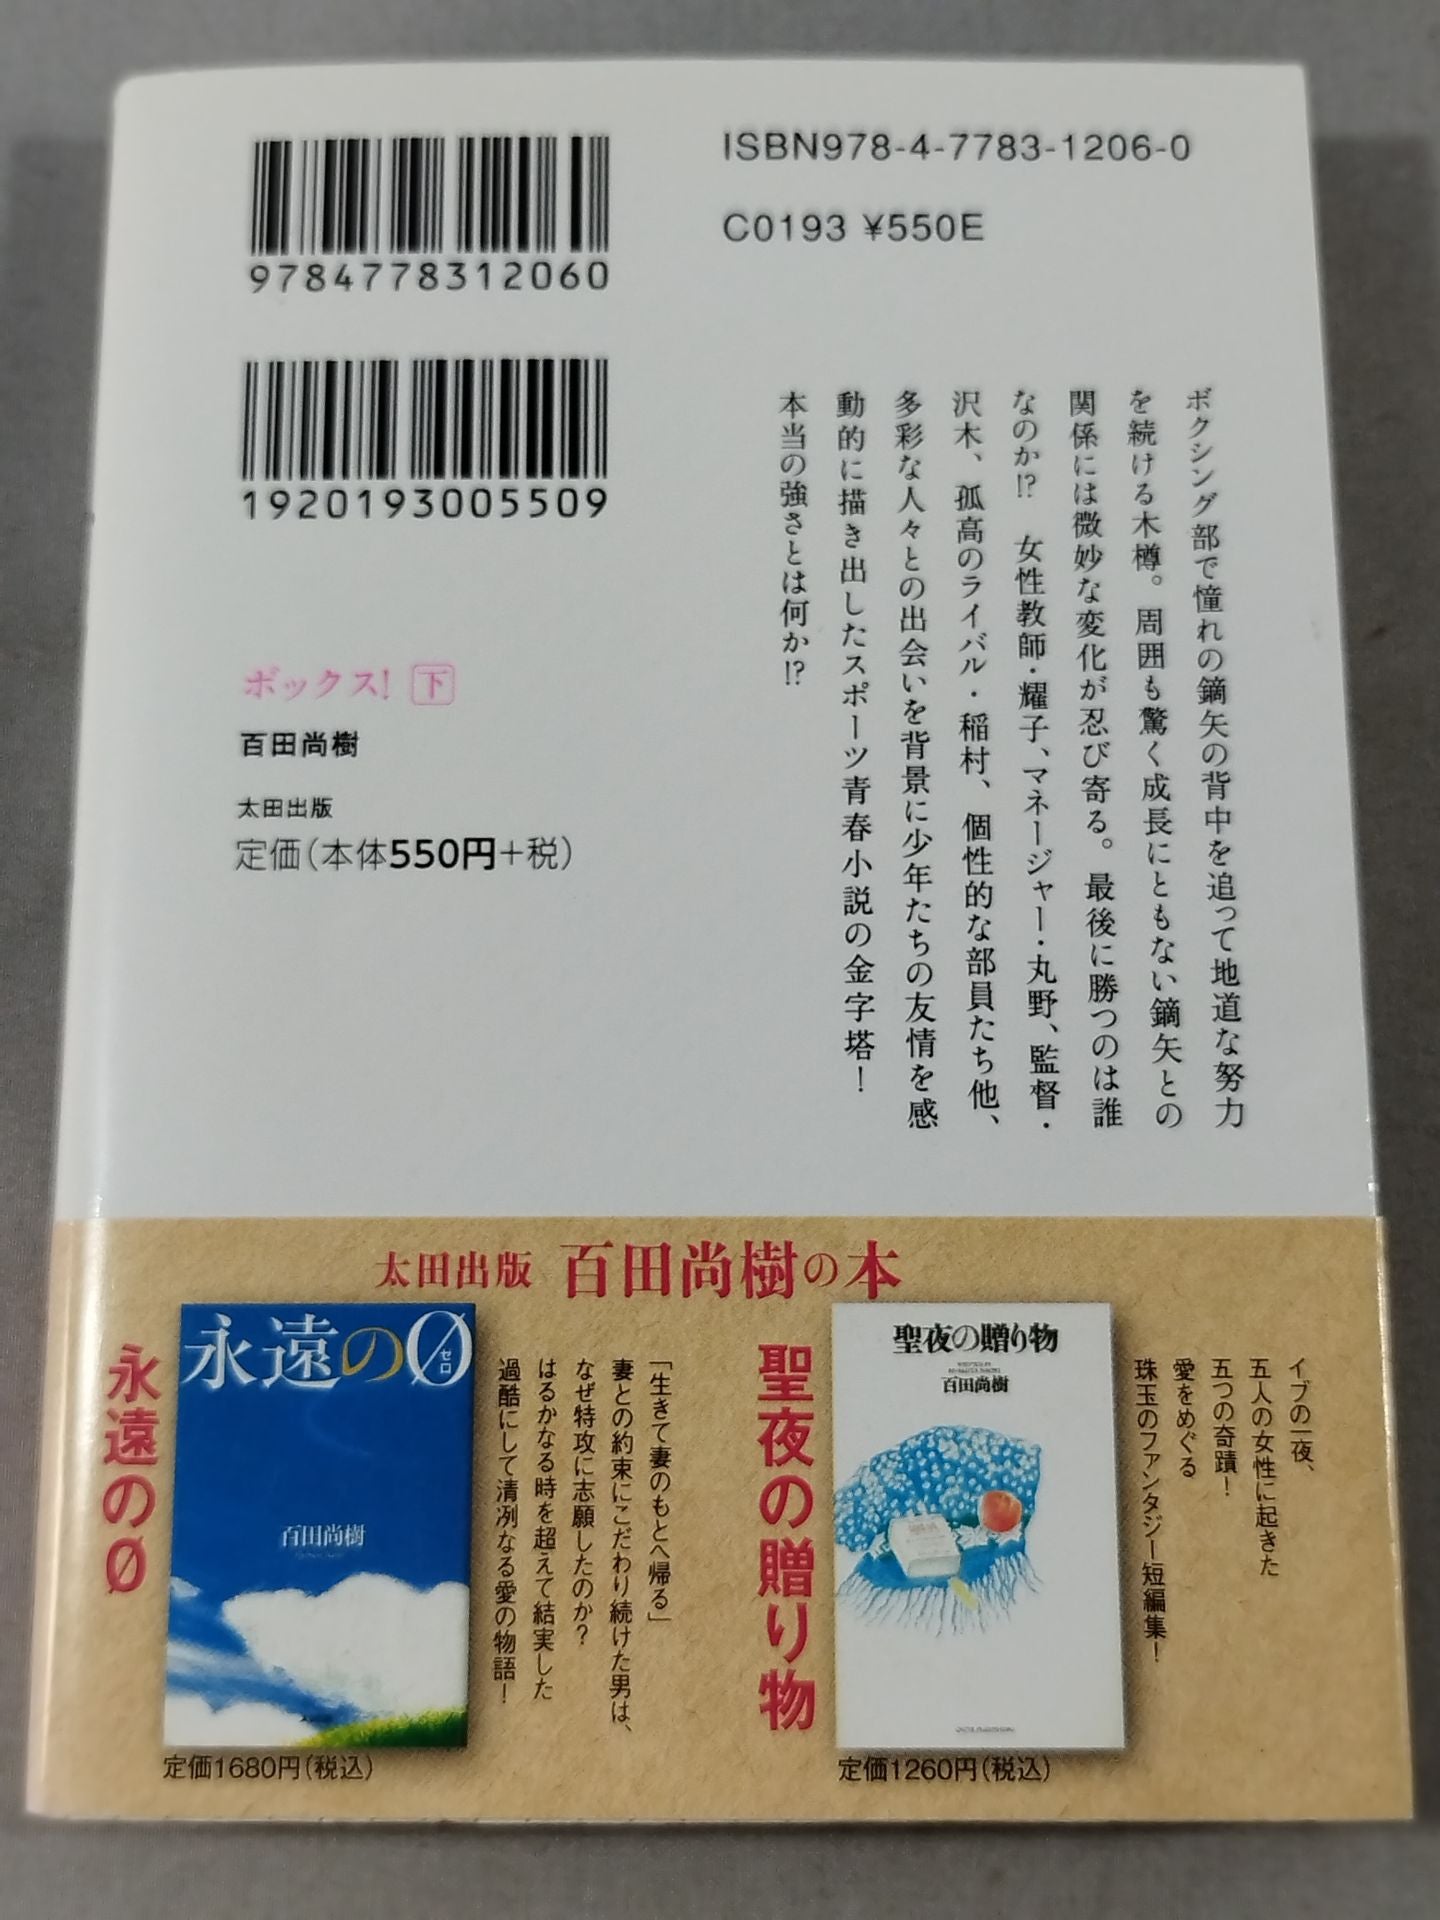 ISBN978-4-7783-1206-0
C0193 ¥550E
9784778312060
1920193005509
ボクシング部で憧れの鏑矢の背中を追って地道な努力
を続ける木樽。周囲も驚く成長にともない鏑矢との
関係には微妙な変化が忍び寄る。最後に勝つのは誰
なのか!? 女性教師・耀子、マネージャー・丸野、監督・
沢木、孤高のライバル・稲村、個性的な部員たち他、
多彩な人々との出会いを背景に少年たちの友情を感
動的に描き出したスポーツ青春小説の金字塔！
本当の強さとは何か!?
ボックス! 下
百田尚樹
太田出版
定価(本体550円+税)
太田出版 百田尚樹の本
イブの一夜、
五人の女性に起きた
五つの奇蹟！
愛をめぐる
珠玉のファンタジー短編集！
聖夜の贈り物
百田尚樹
聖夜の贈り物
定価1260円(税込)
「生きて妻のもとへ帰る」
妻との約束にこだわり続けた男は、
なぜ特攻に志願したのか?
はるかなる時を超えて結実した
過酷にして清冽なる愛の物語！
永遠の0
ゼロ
百田尚樹
永遠の0
定価1680円(税込)